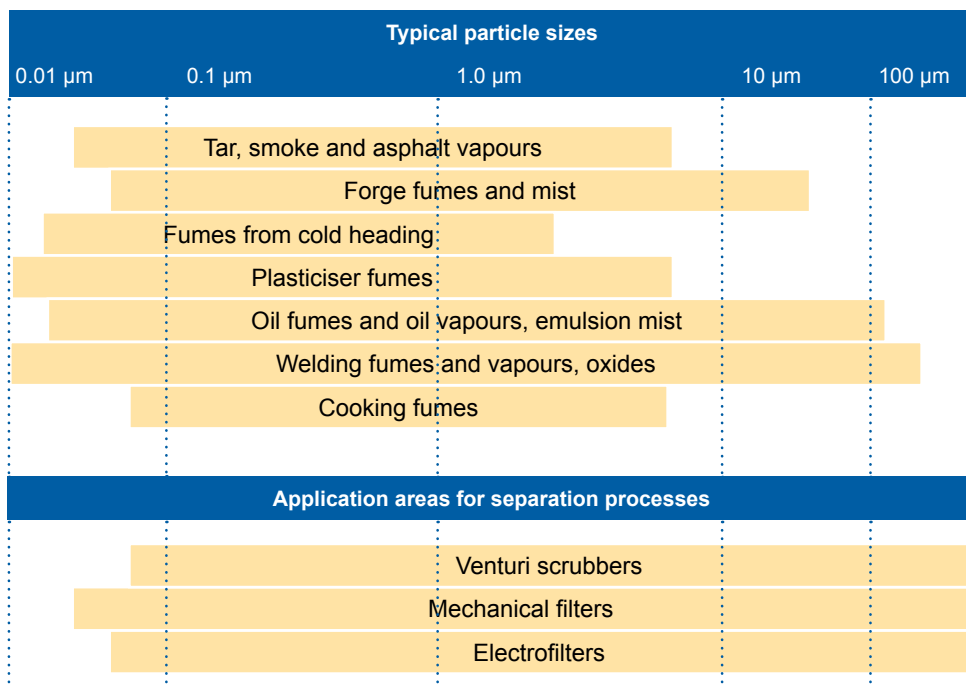 Typical particle sizes
0.01 μm 0.1 μm 1.0 μm 10 μm 100 μm
Tar, smoke and asphalt vapours
Forge fumes and mist
Fumes from cold heading
Plasticiser fumes
Oil fumes and oil vapours, emulsion mist
Welding fumes and vapours, oxides
Cooking fumes
Application areas for separation processes
Venturi scrubbers
Mechanical filters
Electrofilters